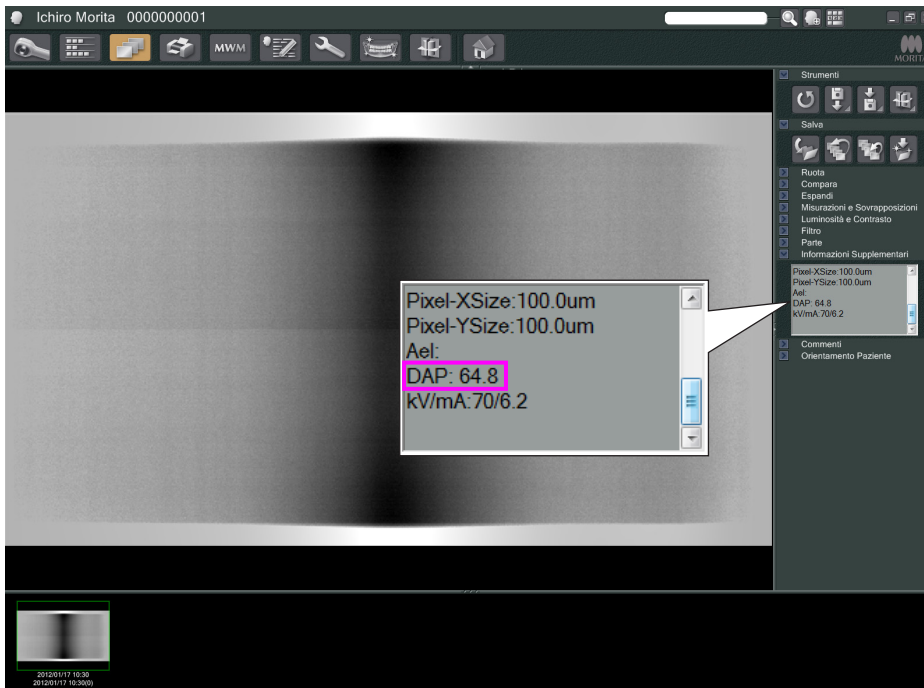 Ichiro Morita 0000000001
MWM
MORITA
Strumenti
Salva
Ruota
Compara
Espandi
Misurazioni e Sovrapposizioni
Luminosità e Contrasto
Filtro
Parte
Informazioni Supplementari
Pixel-XSize:100.0um
Pixel-YSize:100.0um
Ael:
DAP: 64.8
kV/mA:70/6.2
Commenti
Orientamento Paziente
Pixel-XSize:100.0um
Pixel-YSize:100.0um
Ael:
DAP: 64.8
kV/mA:70/6.2
2012/01/17 10:30
2012/01/17 10:30(0)